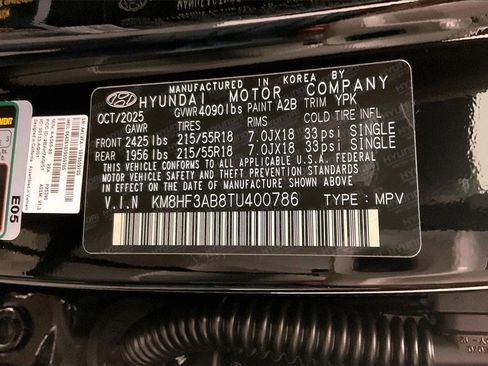 MANUFACTURED IN KOREA BY
HYUNDAI MOTOR COMPANY
OCT/2025 GVWR 4090 lbs PAINT A2B TRIM YPK
GAWR TIRES RIMS COLD TIRE INFL
FRONT 2425 lbs 215/55R18 7.0JX18 33 psi SINGLE
REAR 1956 lbs 215/55R18 7.0JX18 33 psi SINGLE
THIS VEHICLE CONFORMS TO ALL APPLICABLE FEDERAL
MOTOR VEHICLE SAFETY STANDARDS IN EFFECT ON THE
DATE OF MANUFACTURE SHOWN ABOVE.
V.I.N KM8HF3AB8TU400786 TYPE: MPV
E05